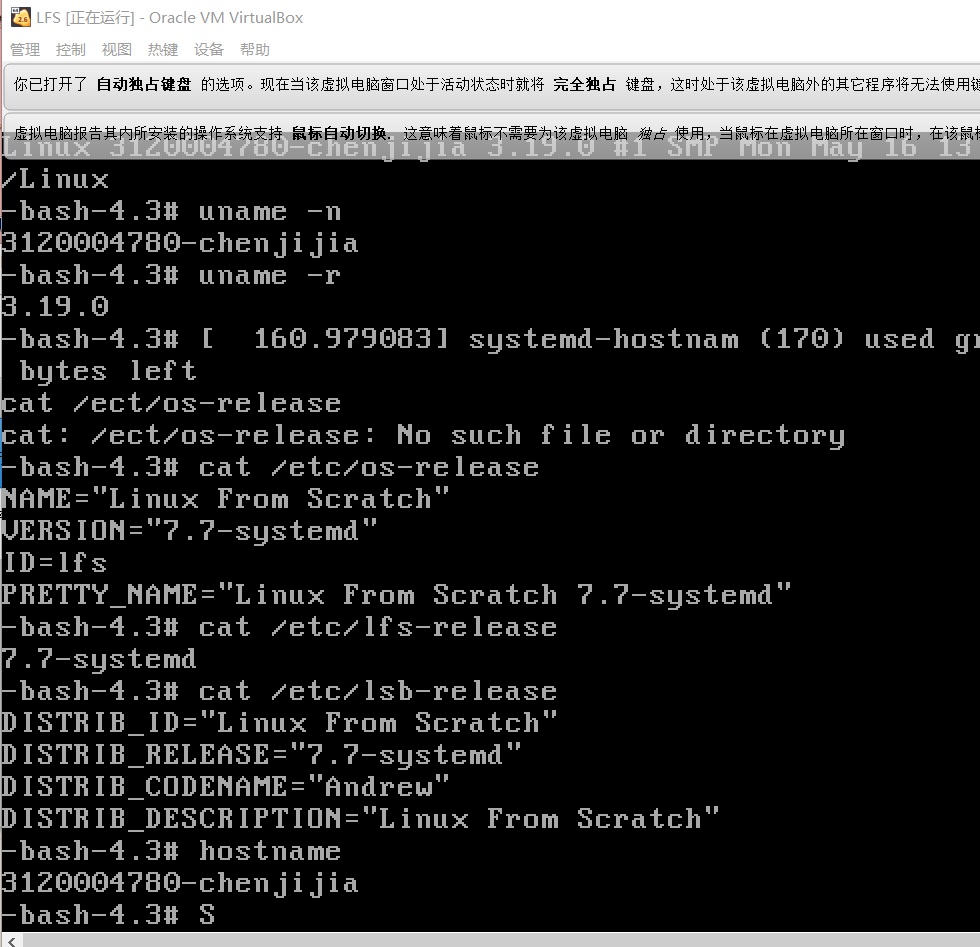 LFS [正在运行] - Oracle VM VirtualBox
管理 控制 视图 热键 设备 帮助
你已打开了 自动独占键盘 的选项。现在当该虚拟电脑窗口处于活动状态时就将 完全独占 键盘，这时处于该虚拟电脑外的其它程序将无法使用键
虚拟电脑报告其内所安装的操作系统支持 鼠标自动切换. 这意味着鼠标不需要为该虚拟电脑 独占 使用，当鼠标在虚拟电脑所在窗口时，在该鼠标
Linux 3120004780-chenjijia 3.19.0 #1 SMP Mon May 16 13
/Linux
-bash-4.3# uname -n
3120004780-chenjijia
-bash-4.3# uname -r
3.19.0
-bash-4.3# [  160.979083] systemd-hostnam (170) used gr
bytes left
cat /ect/os-release
cat: /ect/os-release: No such file or directory
-bash-4.3# cat /etc/os-release
NAME="Linux From Scratch"
VERSION="7.7-systemd"
ID=lfs
PRETTY_NAME="Linux From Scratch 7.7-systemd"
-bash-4.3# cat /etc/lfs-release
7.7-systemd
-bash-4.3# cat /etc/lsb-release
DISTRIB_ID="Linux From Scratch"
DISTRIB_RELEASE="7.7-systemd"
DISTRIB_CODENAME="Andrew"
DISTRIB_DESCRIPTION="Linux From Scratch"
-bash-4.3# hostname
3120004780-chenjijia
-bash-4.3# S